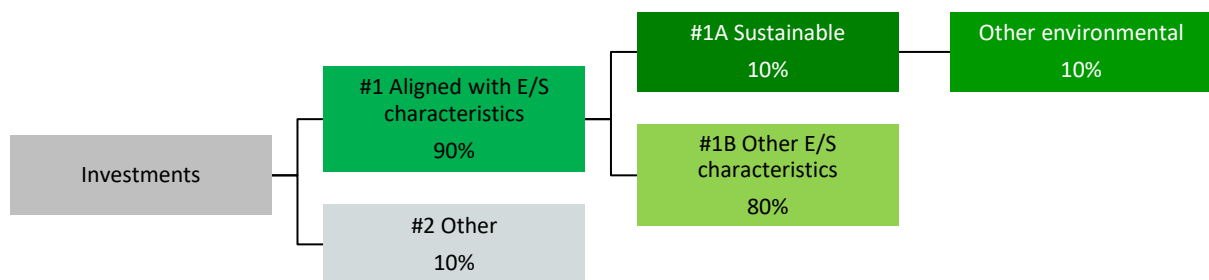 Investments
#1 Aligned with E/S
characteristics
90%
#2 Other
10%
#1A Sustainable
10%
#1B Other E/S
characteristics
80%
Other environmental
10%